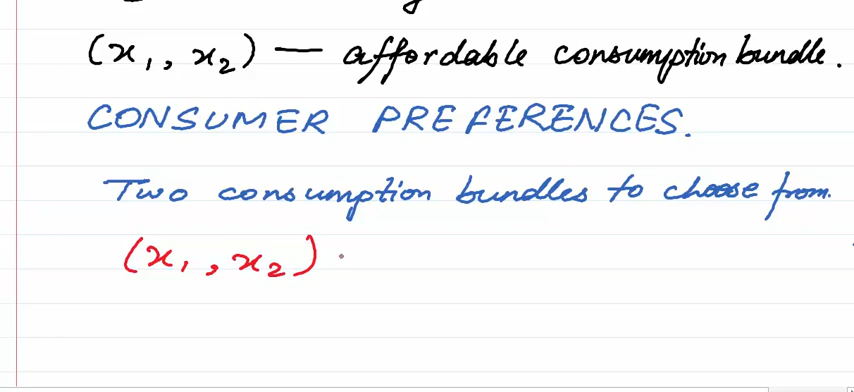 (x₁, x₂) — affordable consumption bundle.
CONSUMER PREFERENCES.
Two consumption bundles to choose from.
(x₁, x₂)